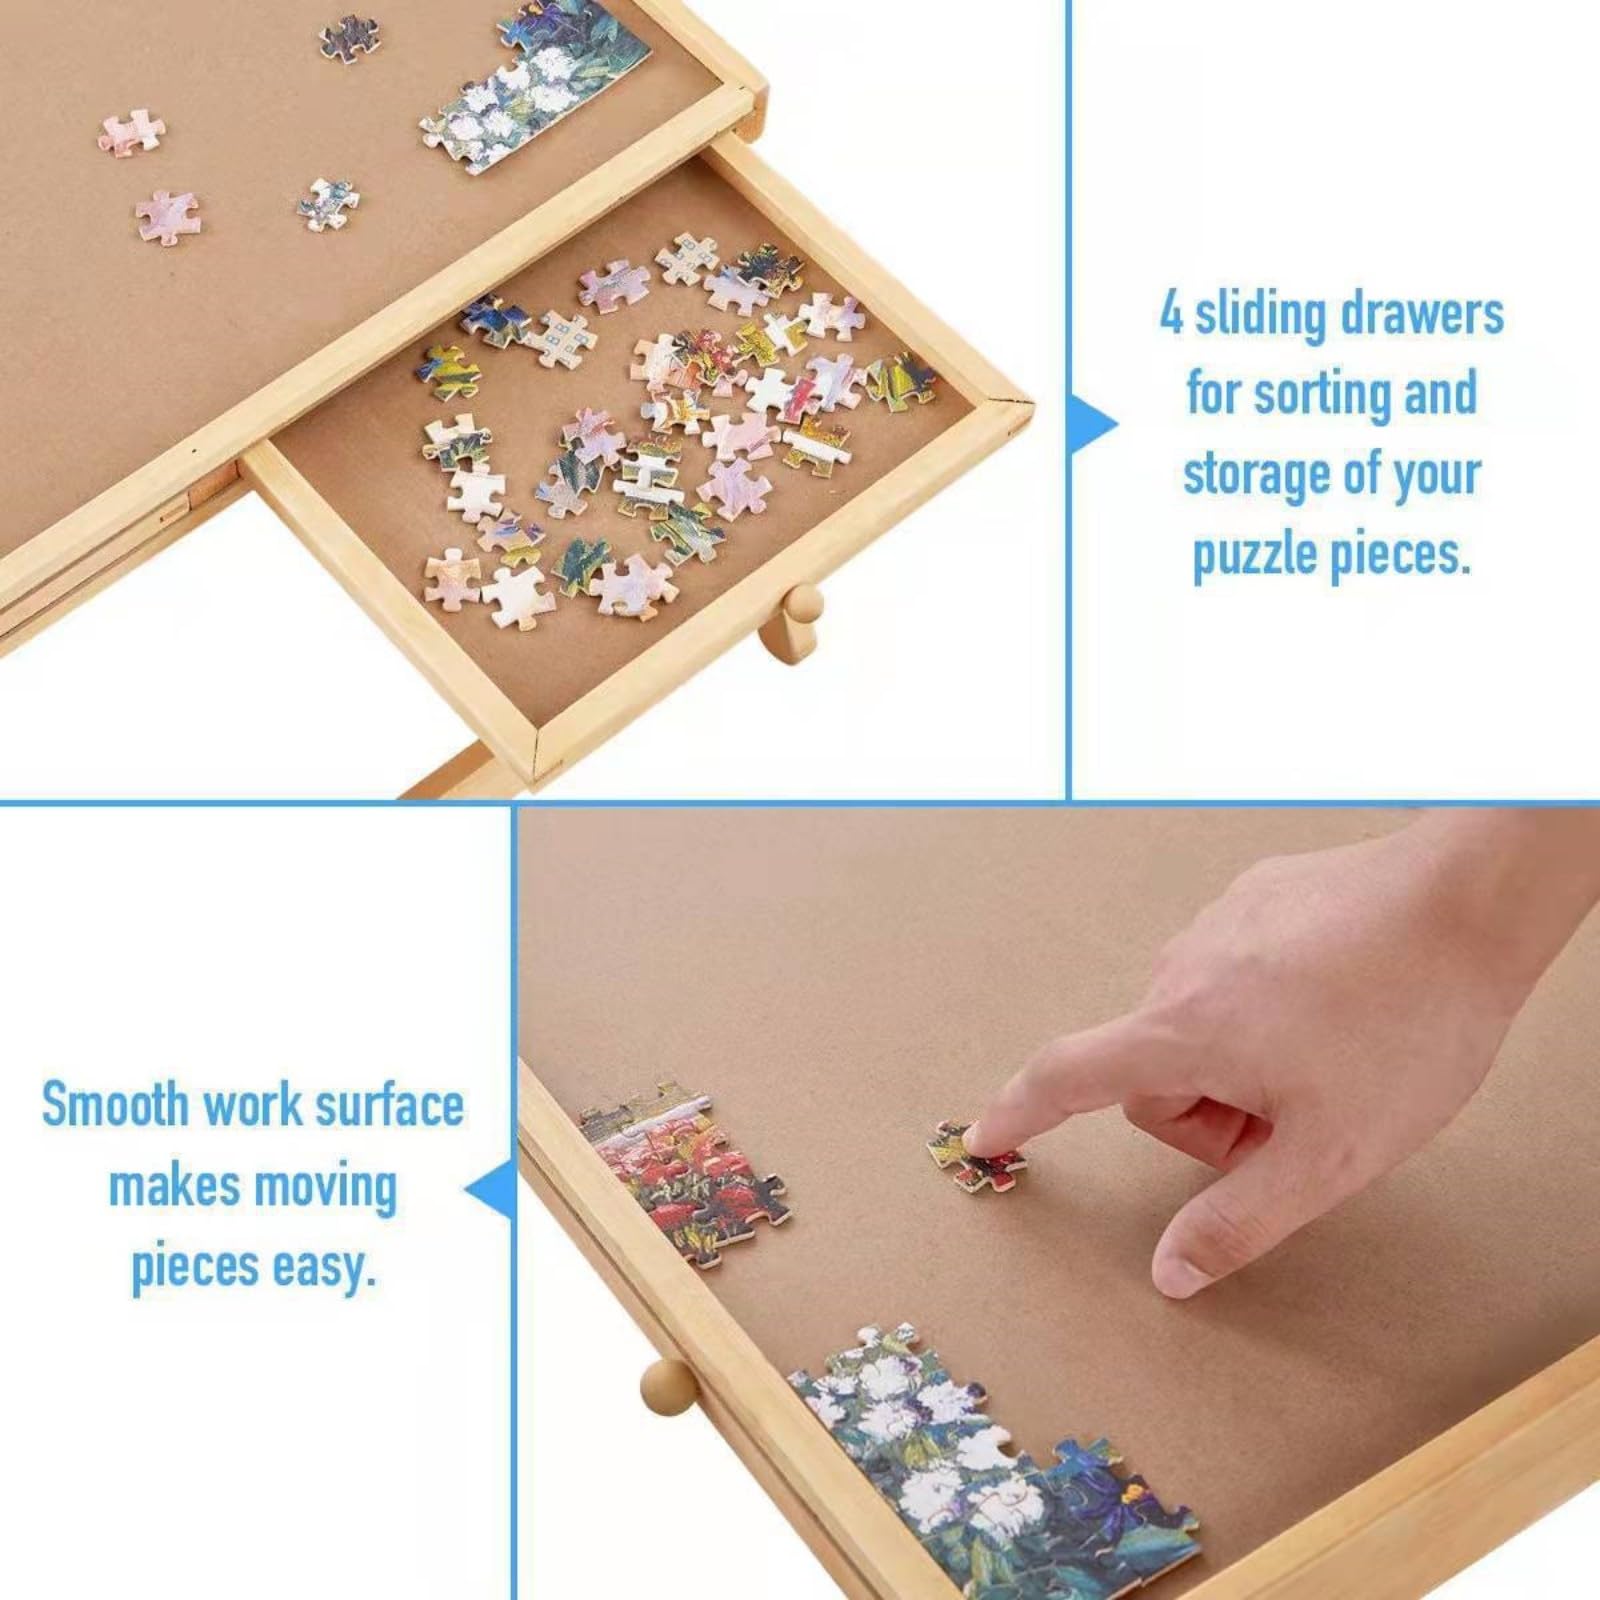 4 sliding drawers
for sorting and
storage of your
puzzle pieces.
Smooth work surface
makes moving
pieces easy.